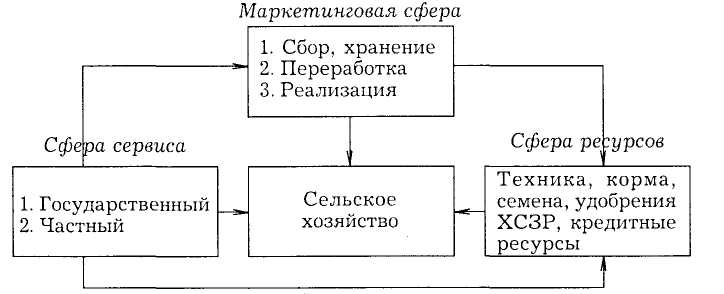 Маркетинговая сфера
1. Сбор, хранение
2. Переработка
3. Реализация
Сфера сервиса
1. Государственный
2. Частный
Сельское
хозяйство
Сфера ресурсов
Техника, корма,
семена, удобрения
ХСЗР, кредитные
ресурсы